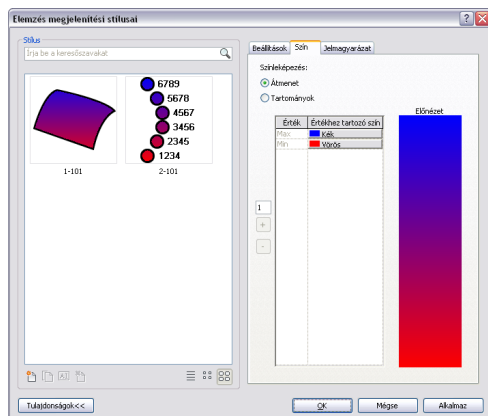 Elemzés megjelenítési stílusai
Stílus
Írja be a keresőszavakat
6789
5678
4567
3456
2345
1234
1-101
2-101
Beállítások
Szín
Jelmagyarázat
Színleképezés:
Átmenet
Tartományok
Érték
Értékhez tartozó szín
Max
Kék
Min
Vörös
1
+
-
Előnézet
Tulajdonságok<<
OK
Mégse
Alkalmaz